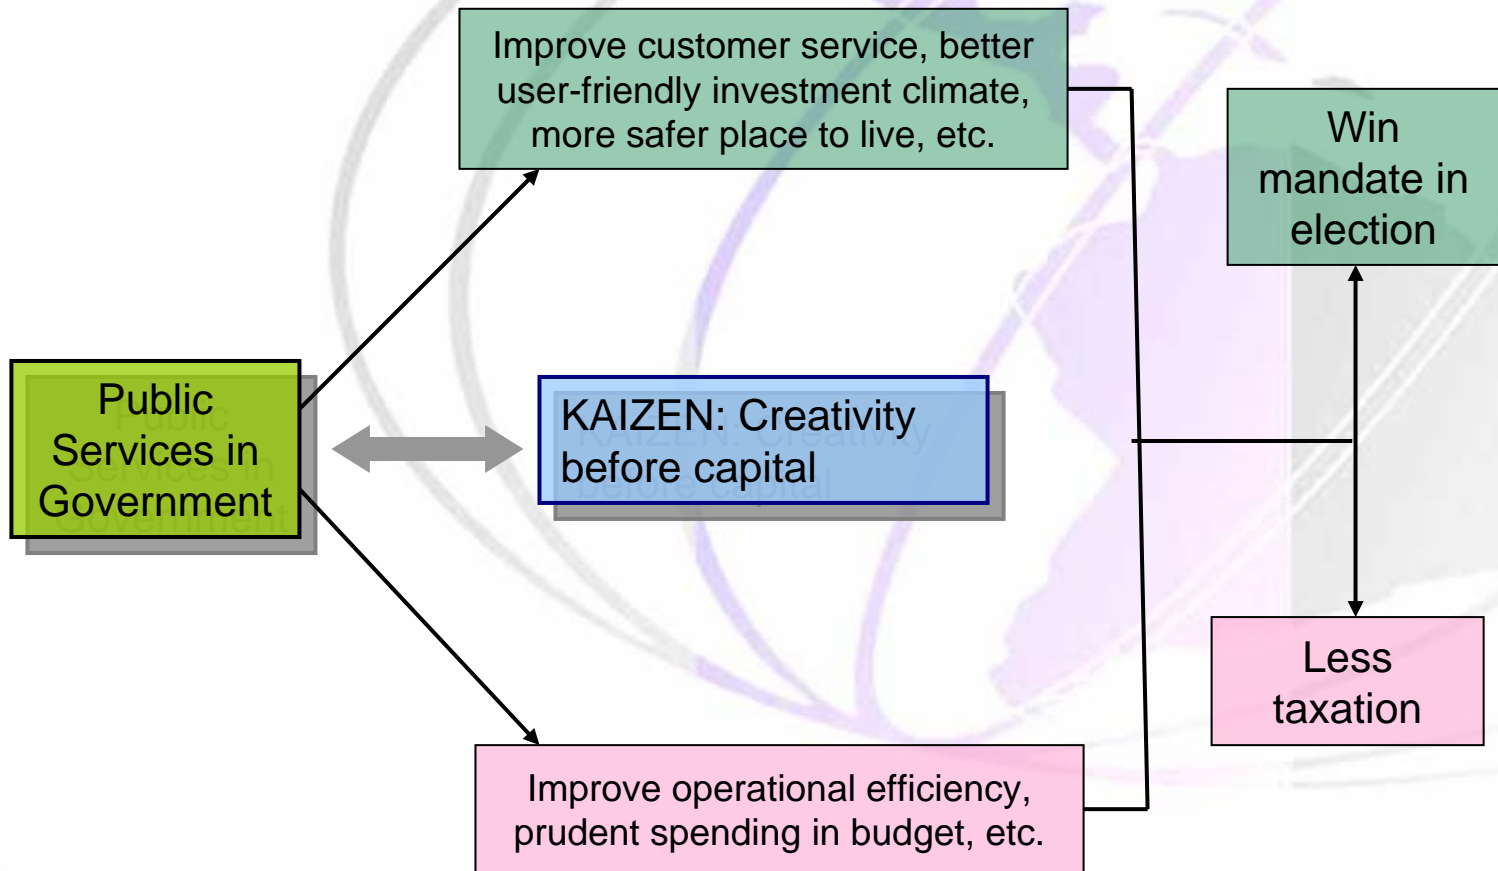 Improve customer service, better
user-friendly investment climate,
more safer place to live, etc.
Win
mandate in
election
Public
Services in
Government
KAIZEN: Creativity
before capital
Less
taxation
Improve operational efficiency,
prudent spending in budget, etc.